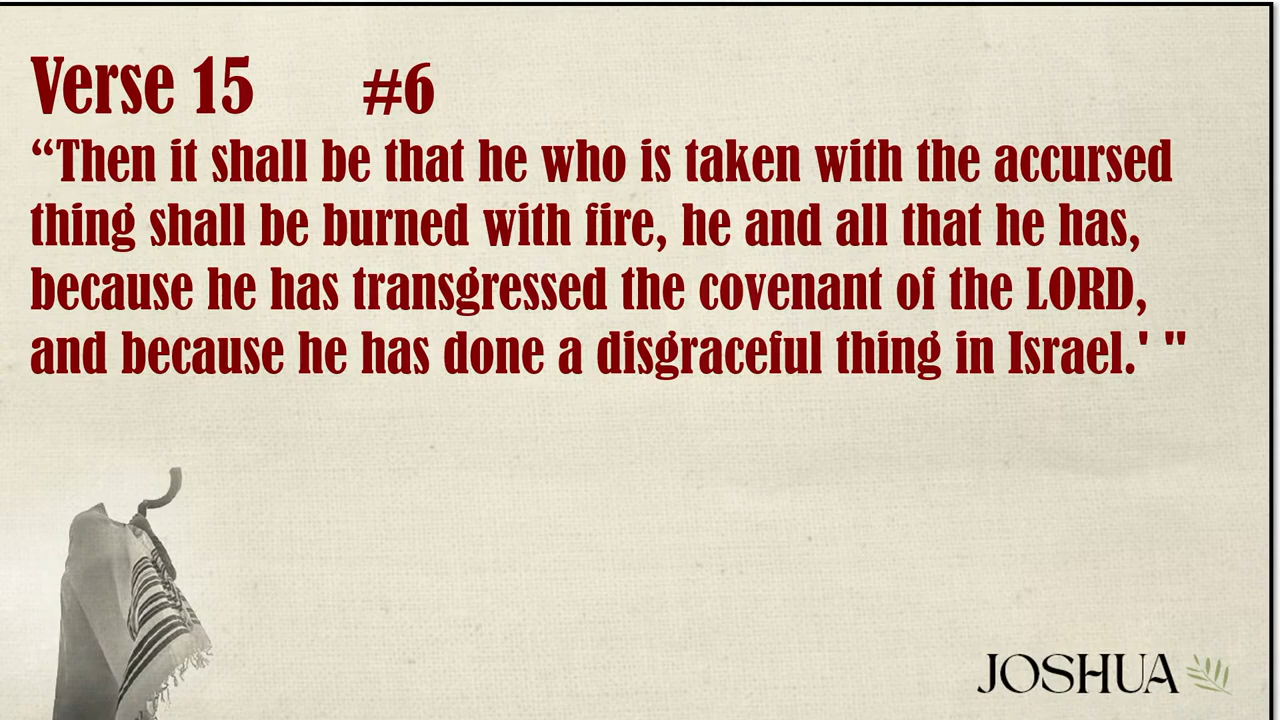 Verse 15 #6
“Then it shall be that he who is taken with the accursed
thing shall be burned with fire, he and all that he has,
because he has transgressed the covenant of the LORD,
and because he has done a disgraceful thing in Israel.' "
JOSHUA